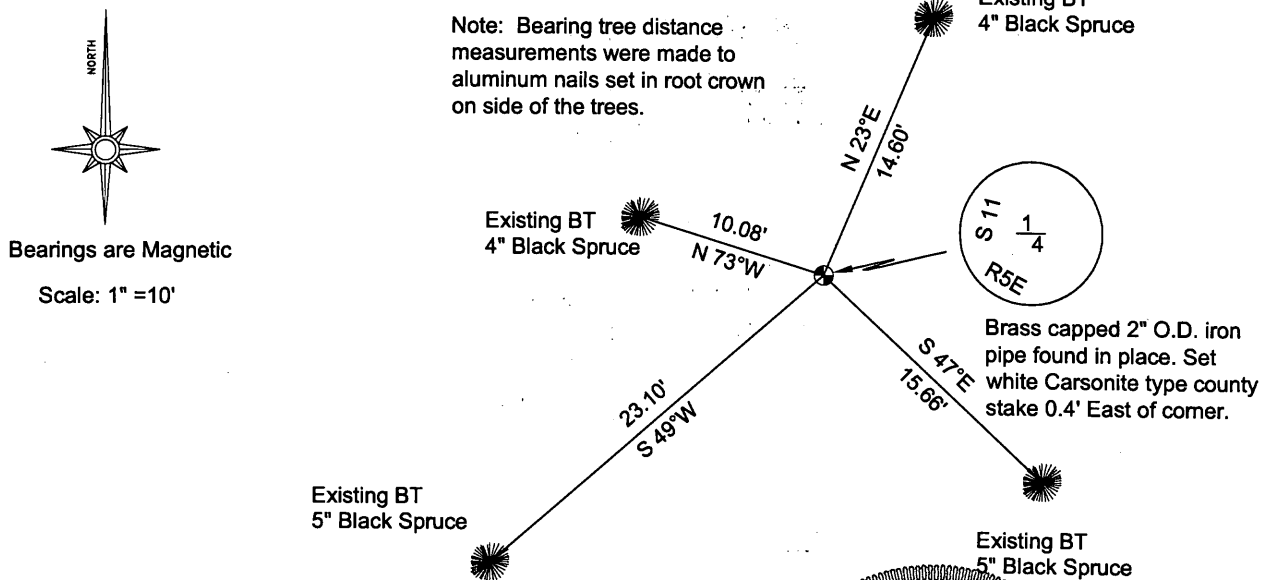 Existing BT
4" Black Spruce
Note: Bearing tree distance
measurements were made to
aluminum nails set in root crown
on side of the trees.
NORTH
Bearings are Magnetic
Scale: 1" =10'
N 23°E
14.60'
Existing BT
4" Black Spruce
10.08'
N 73°W
S 11
1
4
R5E
Brass capped 2" O.D. iron
pipe found in place. Set
white Carsonite type county
stake 0.4' East of corner.
S 47°E
15.66'
23.10'
S 49°W
Existing BT
5" Black Spruce
Existing BT
5" Black Spruce